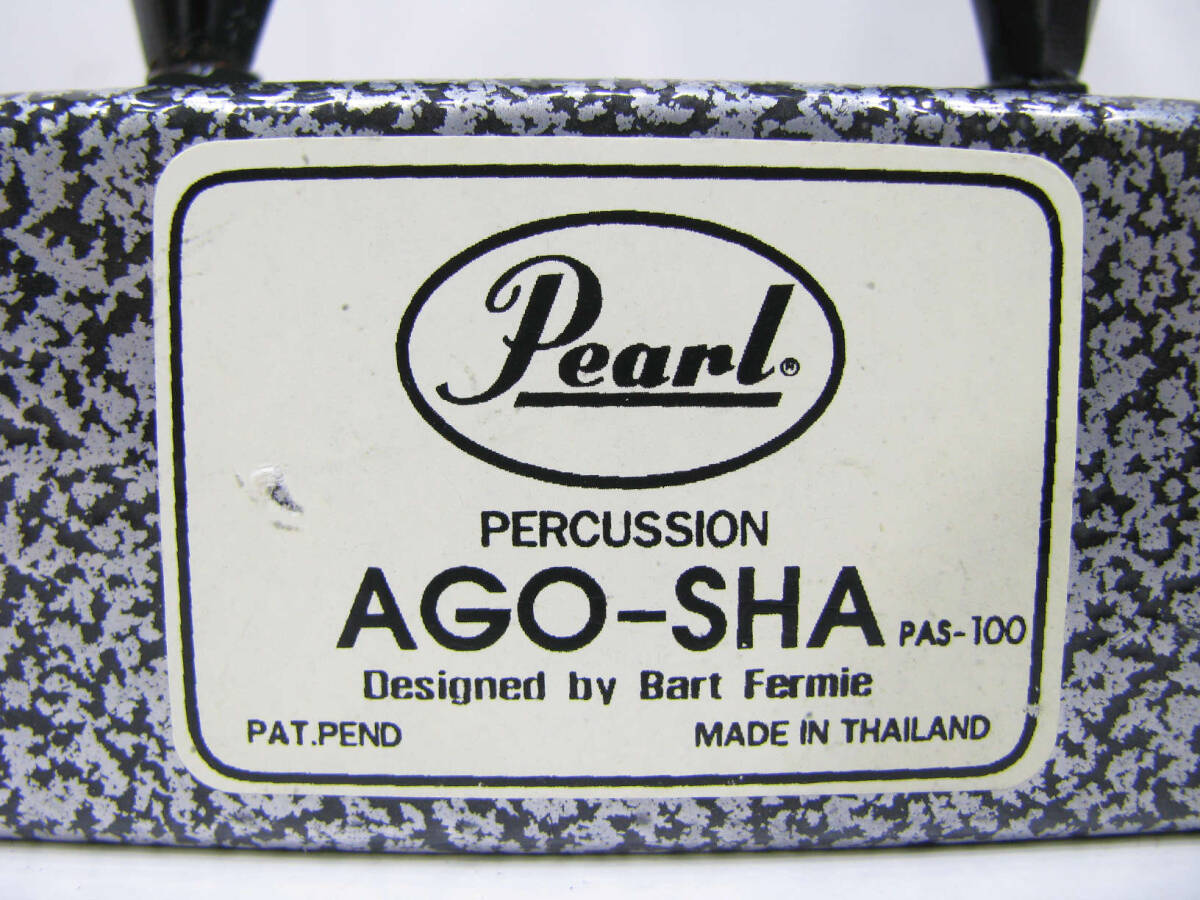 Pearl®
PERCUSSION
AGO-SHA PAS-100
Designed by Bart Fermie
PAT.PEND MADE IN THAILAND